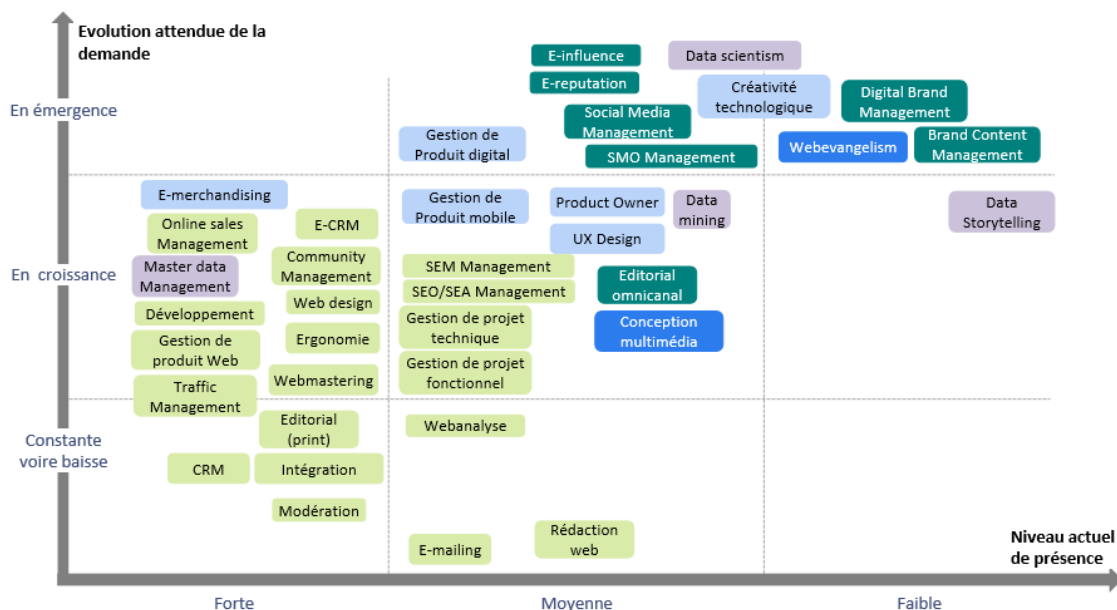 Evolution attendue de la
demande
E-influence
Data scientism
E-reputation
Créativité
technologique
Digital Brand
Management
En émergence
Social Media
Management
Gestion de
Produit digital
Webevangelism
Brand Content
Management
SMO Management
E-merchandising
Gestion de
Produit mobile
Product Owner
Data
mining
Data
Storytelling
Online sales
Management
E-CRM
UX Design
Master data
Management
Community
Management
SEM Management
En croissance
Editorial
omnicanal
SEO/SEA Management
Web design
Développement
Gestion de projet
technique
Conception
multimédia
Ergonomie
Gestion de
produit Web
Gestion de projet
fonctionnel
Webmastering
Traffic
Management
Editorial
(print)
Webanalyse
Constante
voire baisse
CRM
Intégration
Modération
Rédaction
web
E-mailing
Niveau actuel
de présence
Forte
Moyenne
Faible